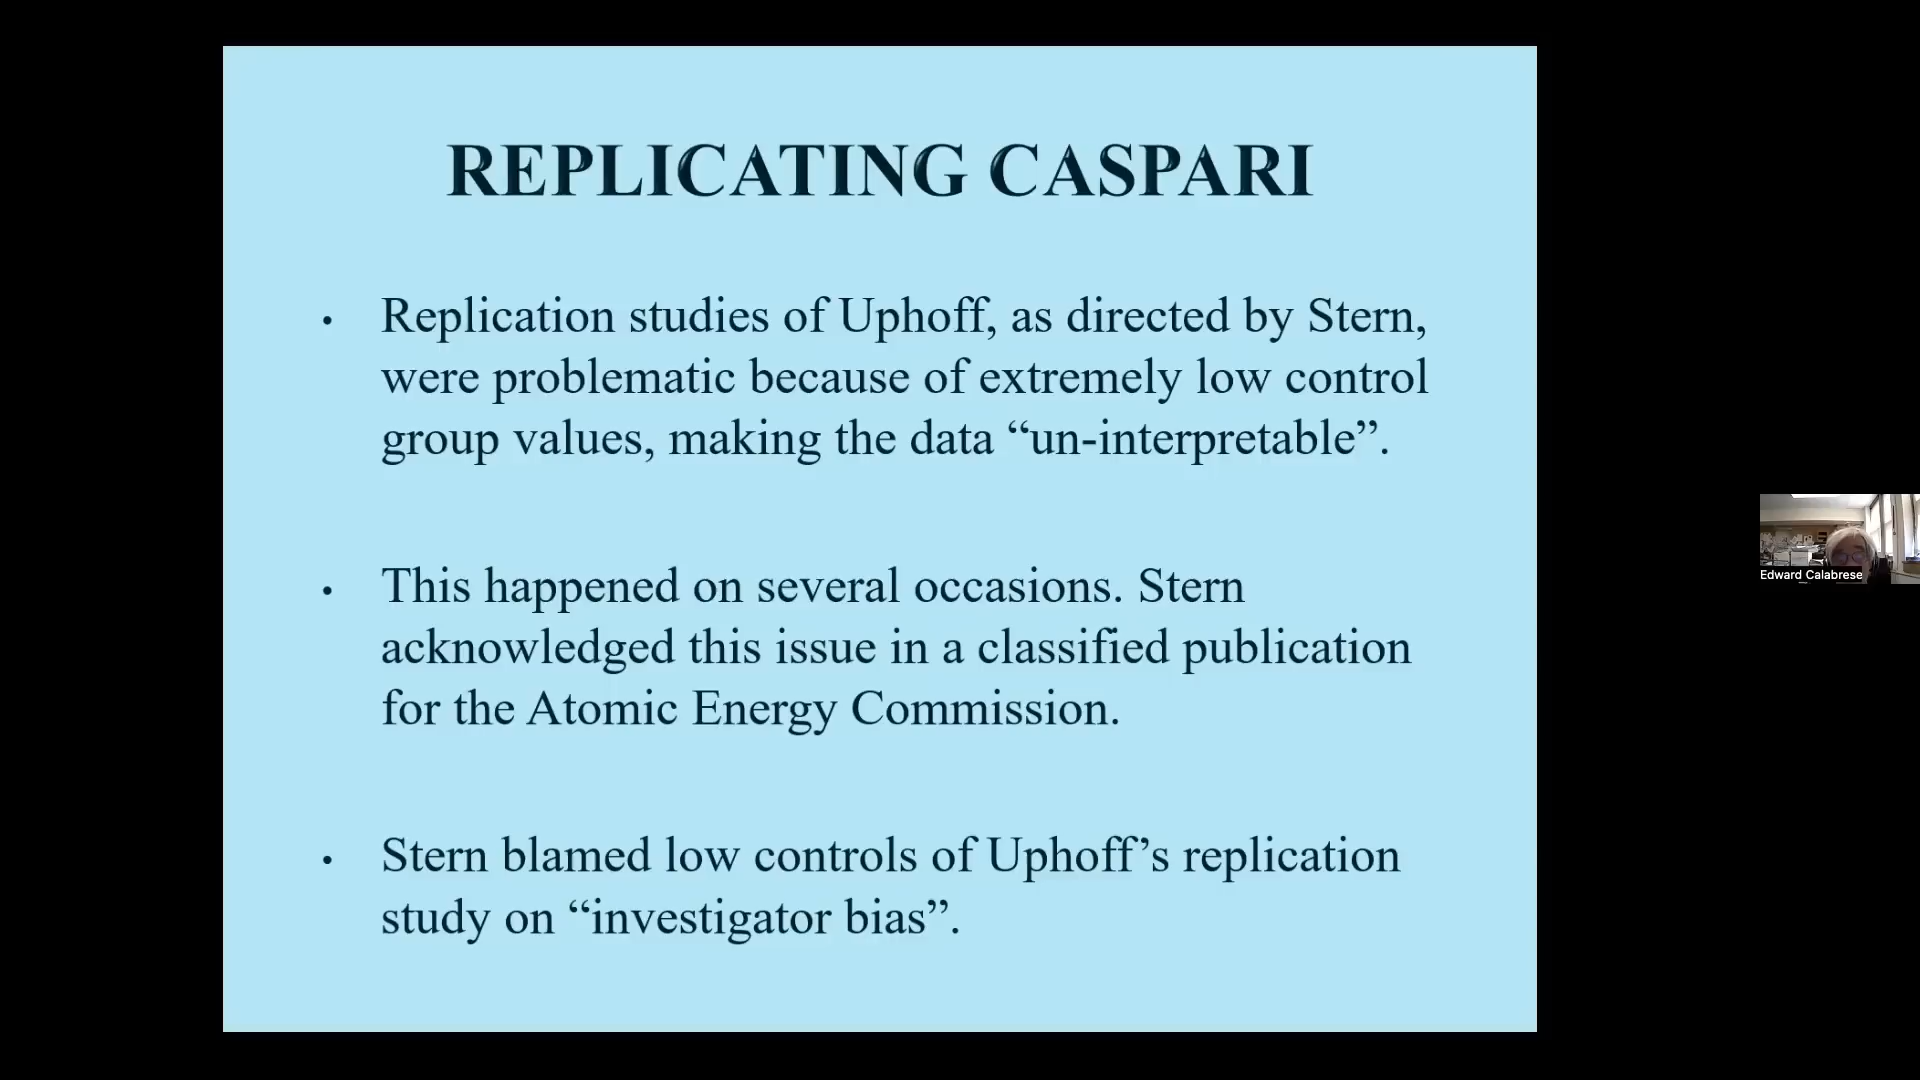 REPLICATING CASPARI
• Replication studies of Uphoff, as directed by Stern,
were problematic because of extremely low control
group values, making the data “un-interpretable”.
• This happened on several occasions. Stern
acknowledged this issue in a classified publication
for the Atomic Energy Commission.
• Stern blamed low controls of Uphoff’s replication
study on “investigator bias”.
Edward Calabrese